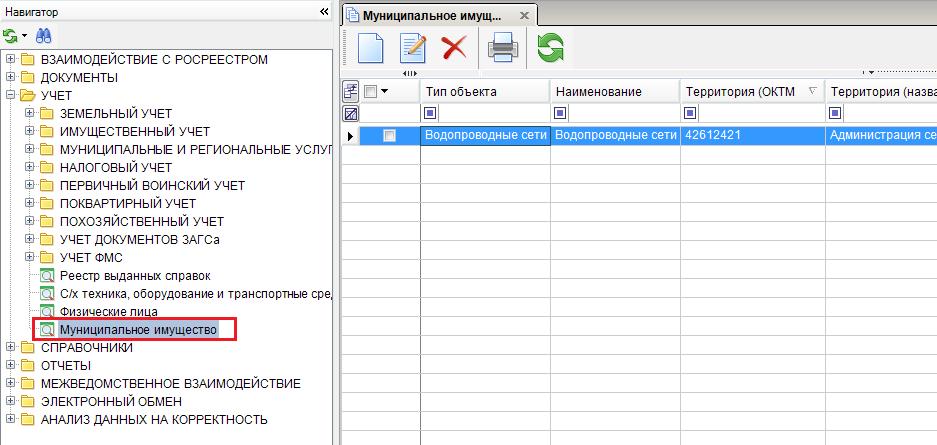 Навигатор
«
ВЗАИМОДЕЙСТВИЕ С РОСРЕЕСТРОМ
ДОКУМЕНТЫ
УЧЕТ
ЗЕМЕЛЬНЫЙ УЧЕТ
ИМУЩЕСТВЕННЫЙ УЧЕТ
МУНИЦИПАЛЬНЫЕ И РЕГИОНАЛЬНЫЕ УСЛУГ
НАЛОГОВЫЙ УЧЕТ
ПЕРВИЧНЫЙ ВОИНСКИЙ УЧЕТ
ПОКВАРТИРНЫЙ УЧЕТ
ПОХОЗЯЙСТВЕННЫЙ УЧЕТ
УЧЕТ ДОКУМЕНТОВ ЗАГСа
УЧЕТ ФМС
Реестр выданных справок
С/х техника, оборудование и транспортные сред
Физические лица
Муниципальное имущество
СПРАВОЧНИКИ
ОТЧЕТЫ
МЕЖВЕДОМСТВЕННОЕ ВЗАИМОДЕЙСТВИЕ
ЭЛЕКТРОННЫЙ ОБМЕН
АНАЛИЗ ДАННЫХ НА КОРРЕКТНОСТЬ
Муниципальное имущ...
Тип объекта Наименование Территория (ОКТМ Территория (назва
Водопроводные сети Водопроводные сети 42612421 Администрация се